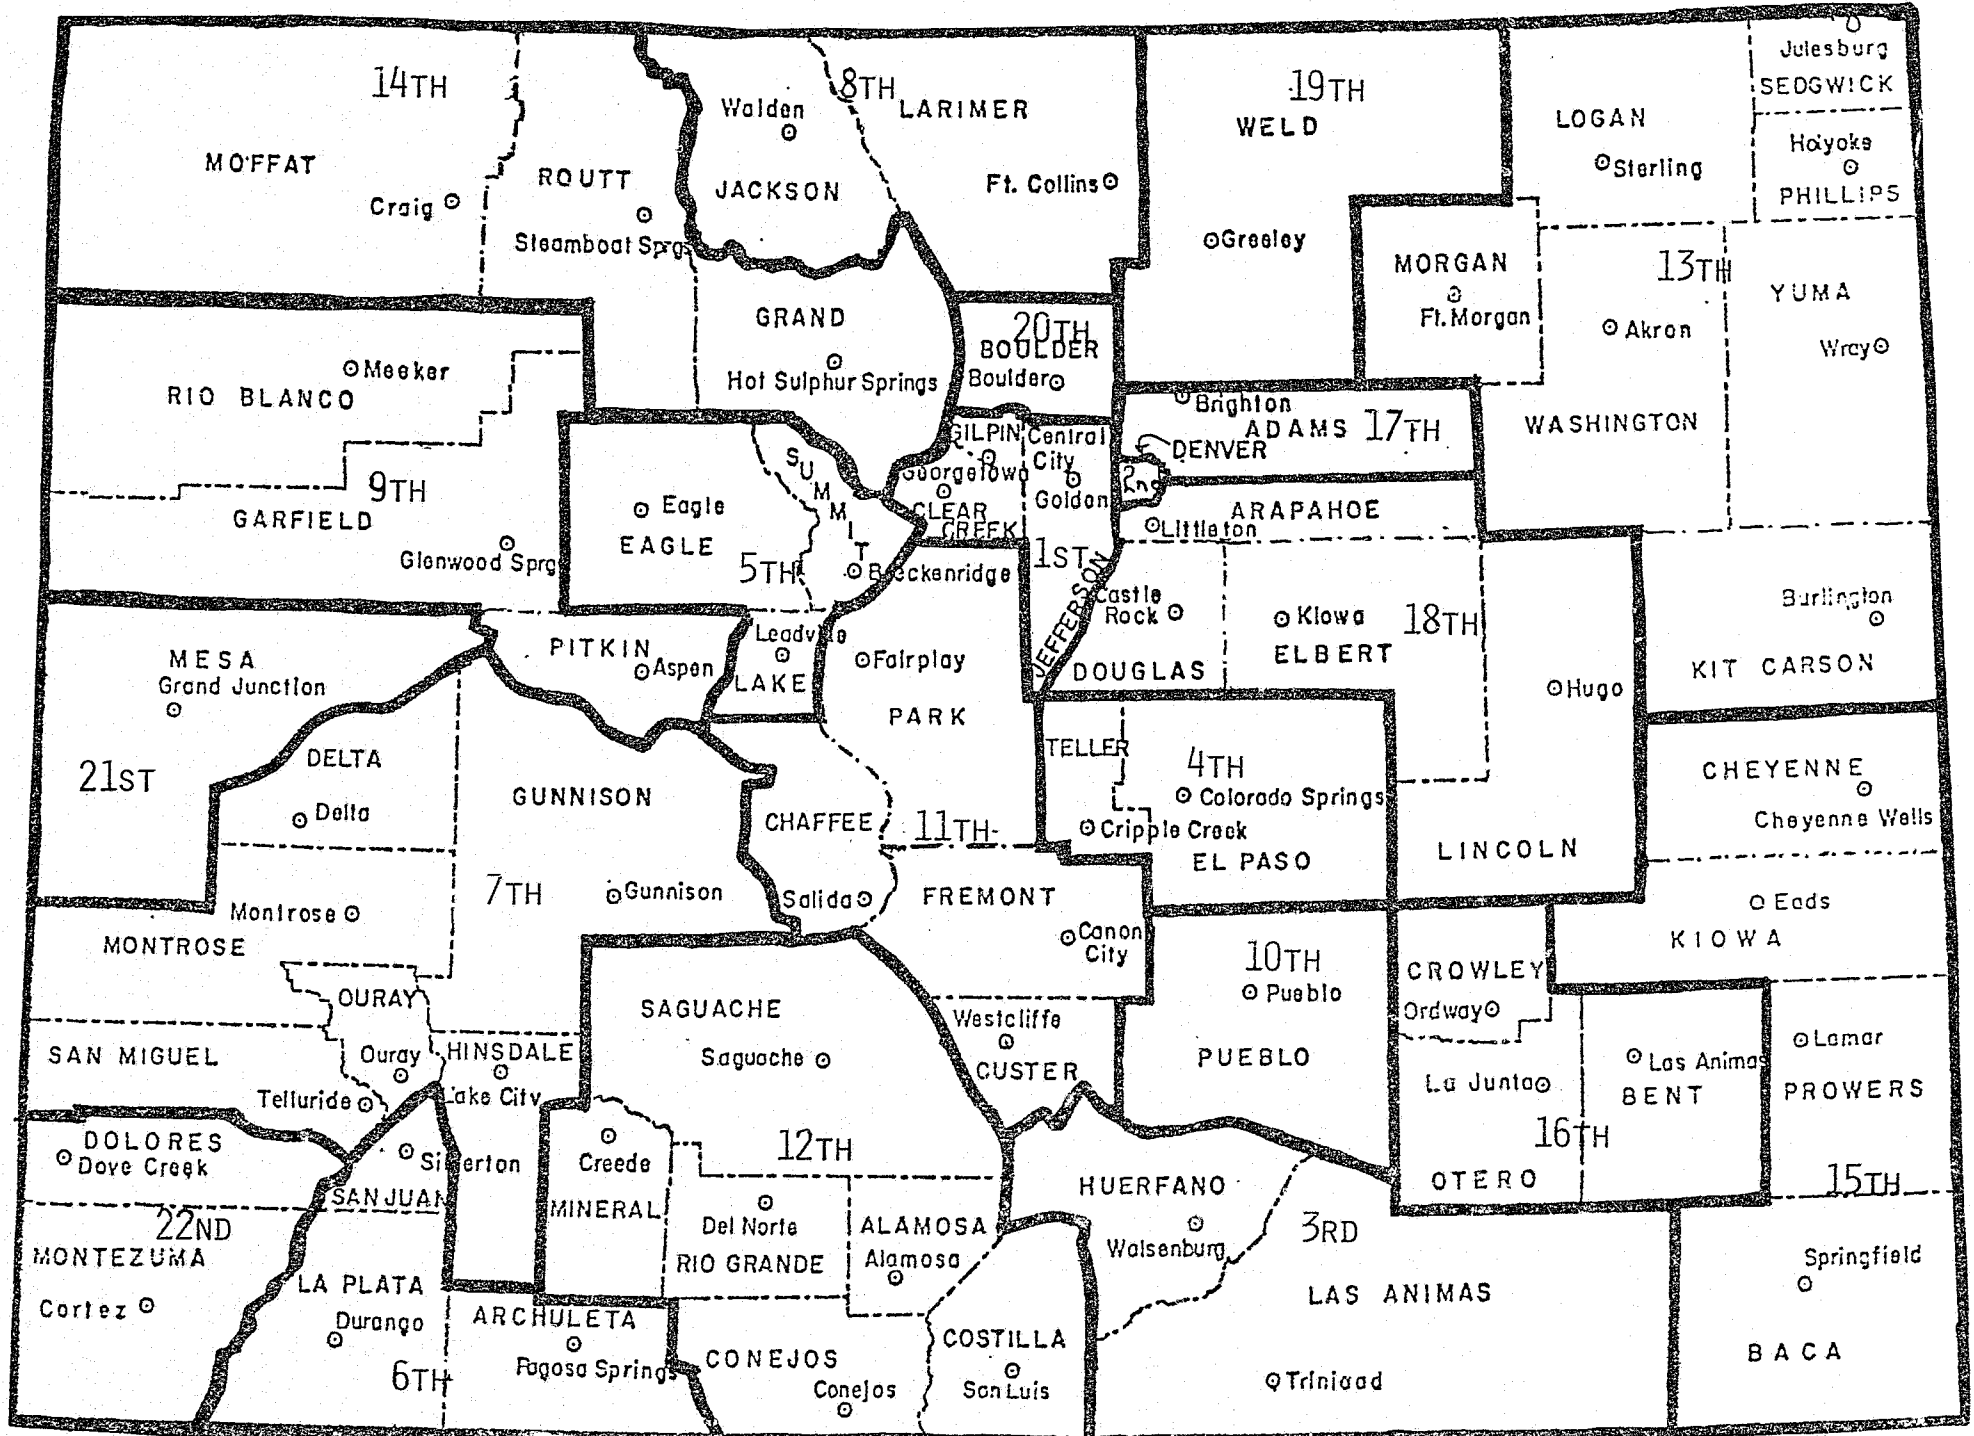 Julesburg
SEDGWICK
14TH
8TH
19TH
Walden
LARIMER
WELD
LOGAN
Holyoke
PHILLIPS
MOFFAT
ROUTT
JACKSON
Ft. Collins
Sterling
Craig
Steamboat Sprg
Greeley
MORGAN
13TH
YUMA
Ft. Morgan
Akron
Wray
GRAND
20TH
BOULDER
Hot Sulphur Springs
Boulder
Meeker
RIO BLANCO
Brighton
ADAMS 17TH
WASHINGTON
GILPIN
Central
City
DENVER
2nd
SUMMIT
Georgetown
Golden
9TH
GARFIELD
Eagle
EAGLE
CLEAR
CREEK
ARAPAHOE
Littleton
Glenwood Sprg
5TH
Breckenridge
1ST
JEFFERSON
Castle
Rock
Kiowa
ELBERT
18TH
Burlington
KIT CARSON
MESA
Grand Junction
PITKIN
Aspen
Leadville
LAKE
Fairplay
PARK
DOUGLAS
Hugo
21ST
DELTA
Delta
GUNNISON
TELLER
4TH
Colorado Springs
CHEYENNE
Cheyenne Wells
CHAFFEE
11TH
Cripple Creek
EL PASO
LINCOLN
7TH
Gunnison
Salida
FREMONT
Canon
City
Eads
KIOWA
Montrose
MONTROSE
10TH
Pueblo
CROWLEY
Ordway
OURAY
SAGUACHE
Westcliffe
CUSTER
PUEBLO
SAN MIGUEL
Ouray
HINSDALE
Saguache
Las Animas
BENT
Lamar
PROWERS
Telluride
Lake City
La Junta
DOLORES
Dove Creek
Silverton
Creede
12TH
16TH
SAN JUAN
MINERAL
Del Norte
RIO GRANDE
ALAMOSA
Alamosa
HUERFANO
Walsenburg
OTERO
15TH
22ND
MONTEZUMA
Cortez
LA PLATA
Durango
ARCHULETA
Pagosa Springs
3RD
LAS ANIMAS
Springfield
BACA
6TH
CONEJOS
Conejos
COSTILLA
San Luis
Trinidad